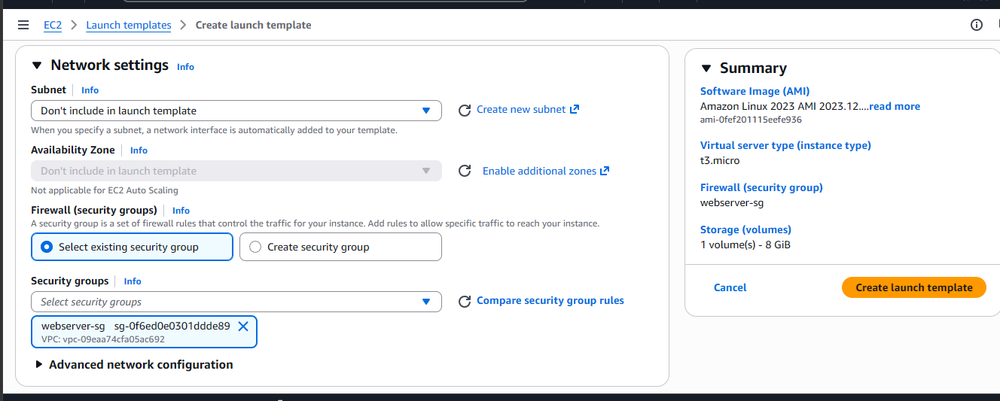 EC2 > Launch templates > Create launch template
Network settings Info
Subnet Info
Don't include in launch template
Create new subnet
When you specify a subnet, a network interface is automatically added to your template.
Availability Zone Info
Don't include in launch template
Enable additional zones
Not applicable for EC2 Auto Scaling
Firewall (security groups) Info
A security group is a set of firewall rules that control the traffic for your instance. Add rules to allow specific traffic to reach your instance.
Select existing security group
Create security group
Security groups Info
Select security groups
Compare security group rules
webserver-sg sg-0f6ed0e0301ddde89
VPC: vpc-09eaa74cfa05ac692
Advanced network configuration
Summary
Software Image (AMI)
Amazon Linux 2023 AMI 2023.12....read more
ami-0fef201115eefe936
Virtual server type (instance type)
t3.micro
Firewall (security group)
webserver-sg
Storage (volumes)
1 volume(s) - 8 GiB
Cancel
Create launch template